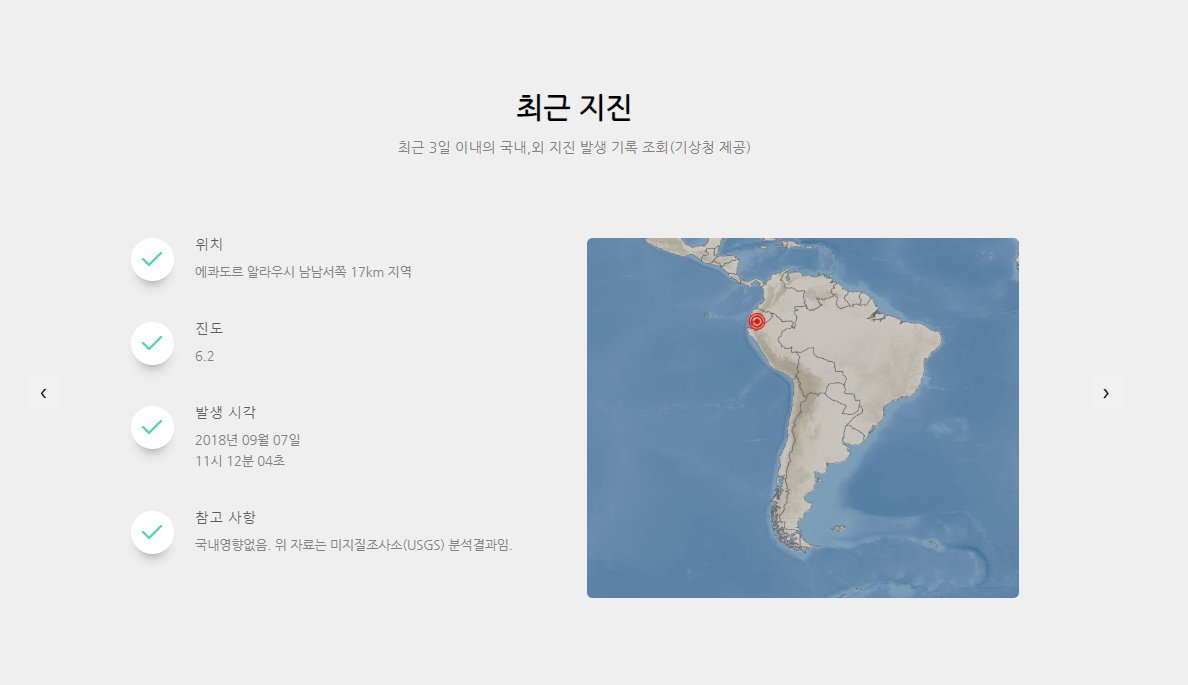 최근 지진
최근 3일 이내의 국내,외 지진 발생 기록 조회(기상청 제공)
위치
에콰도르 알라우시 남남서쪽 17km 지역
진도
6.2
발생 시각
2018년 09월 07일
11시 12분 04초
참고 사항
국내영향없음. 위 자료는 미지질조사소(USGS) 분석결과임.